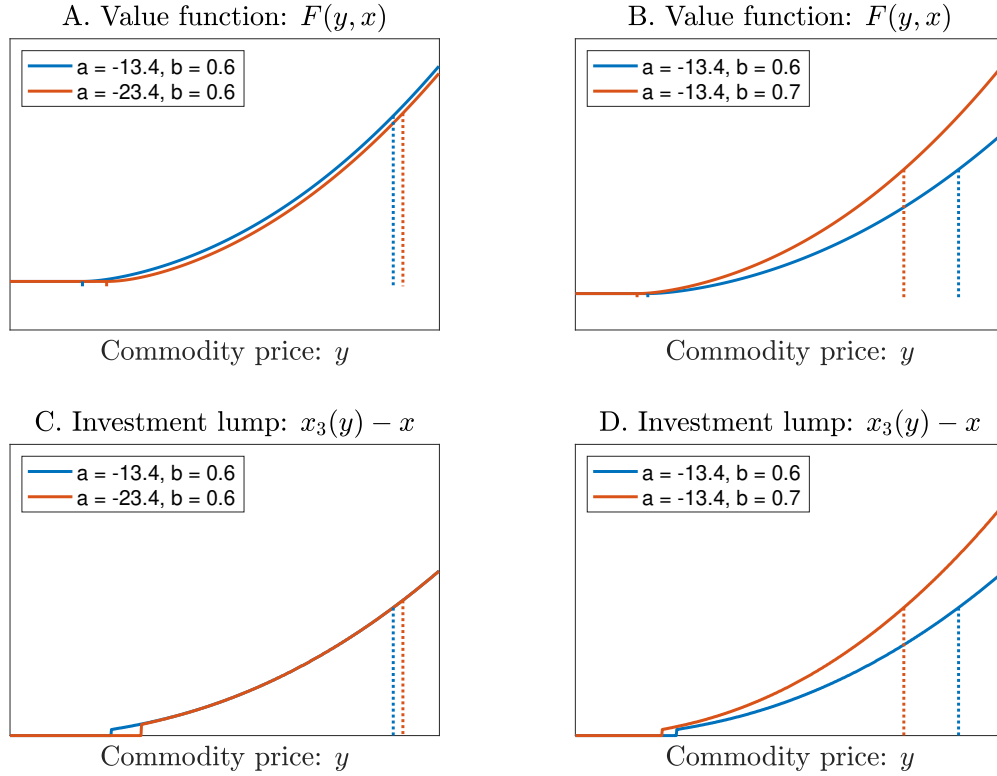 A. Value function: F(y, x)
a = -13.4, b = 0.6
a = -23.4, b = 0.6
Commodity price: y
B. Value function: F(y, x)
a = -13.4, b = 0.6
a = -13.4, b = 0.7
Commodity price: y
C. Investment lump: x₃(y) − x
a = -13.4, b = 0.6
a = -23.4, b = 0.6
Commodity price: y
D. Investment lump: x₃(y) − x
a = -13.4, b = 0.6
a = -13.4, b = 0.7
Commodity price: y